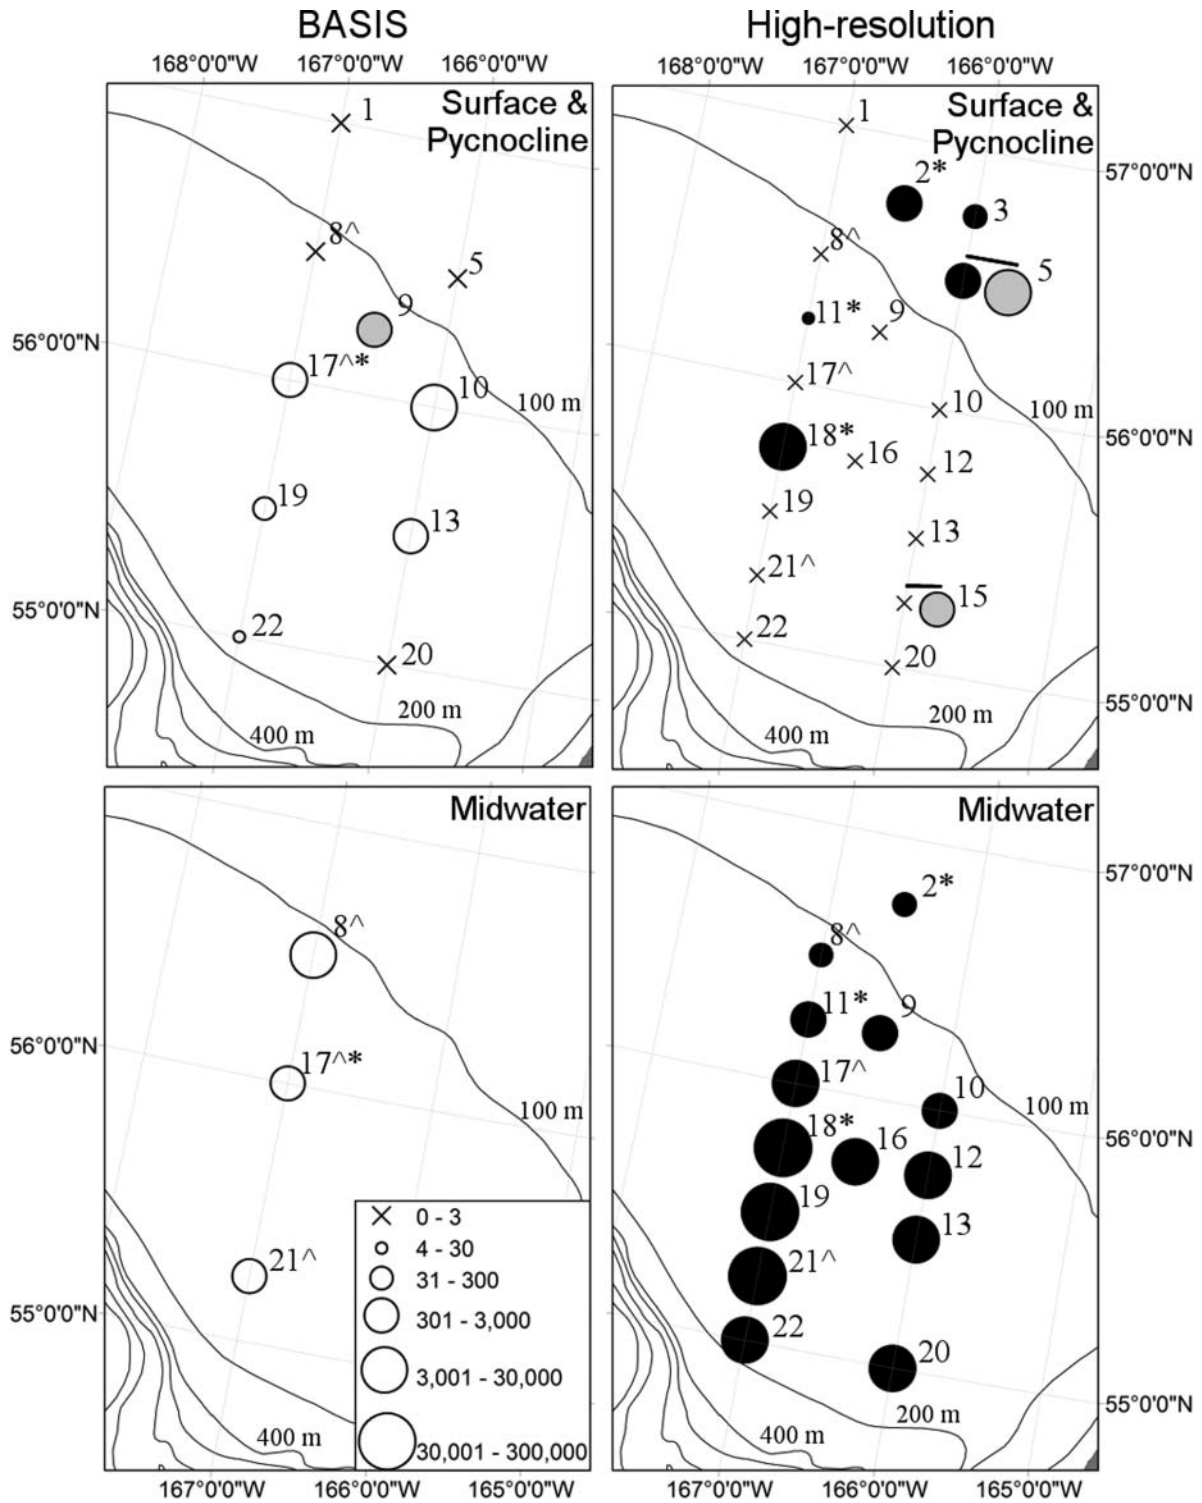 BASIS
High-resolution
168°0'0"W 167°0'0"W 166°0'0"W
168°0'0"W 167°0'0"W 166°0'0"W
Surface &
Pycnocline
1
8^
5
9
17^*
10
100 m
19
13
22
20
200 m
400 m
56°0'0"N
55°0'0"N
Surface &
Pycnocline
1
2*
3
8^
5
11*
9
17^
10
100 m
18*
16
12
19
13
21^
15
22
20
200 m
400 m
57°0'0"N
56°0'0"N
55°0'0"N
Midwater
8^
17^*
100 m
21^
400 m
0 - 3
4 - 30
31 - 300
301 - 3,000
3,001 - 30,000
30,001 - 300,000
56°0'0"N
55°0'0"N
167°0'0"W 166°0'0"W 165°0'0"W
Midwater
2*
8^
11*
9
17^
10
100 m
18*
16
12
19
13
21^
22
20
200 m
400 m
57°0'0"N
56°0'0"N
55°0'0"N
167°0'0"W 166°0'0"W 165°0'0"W